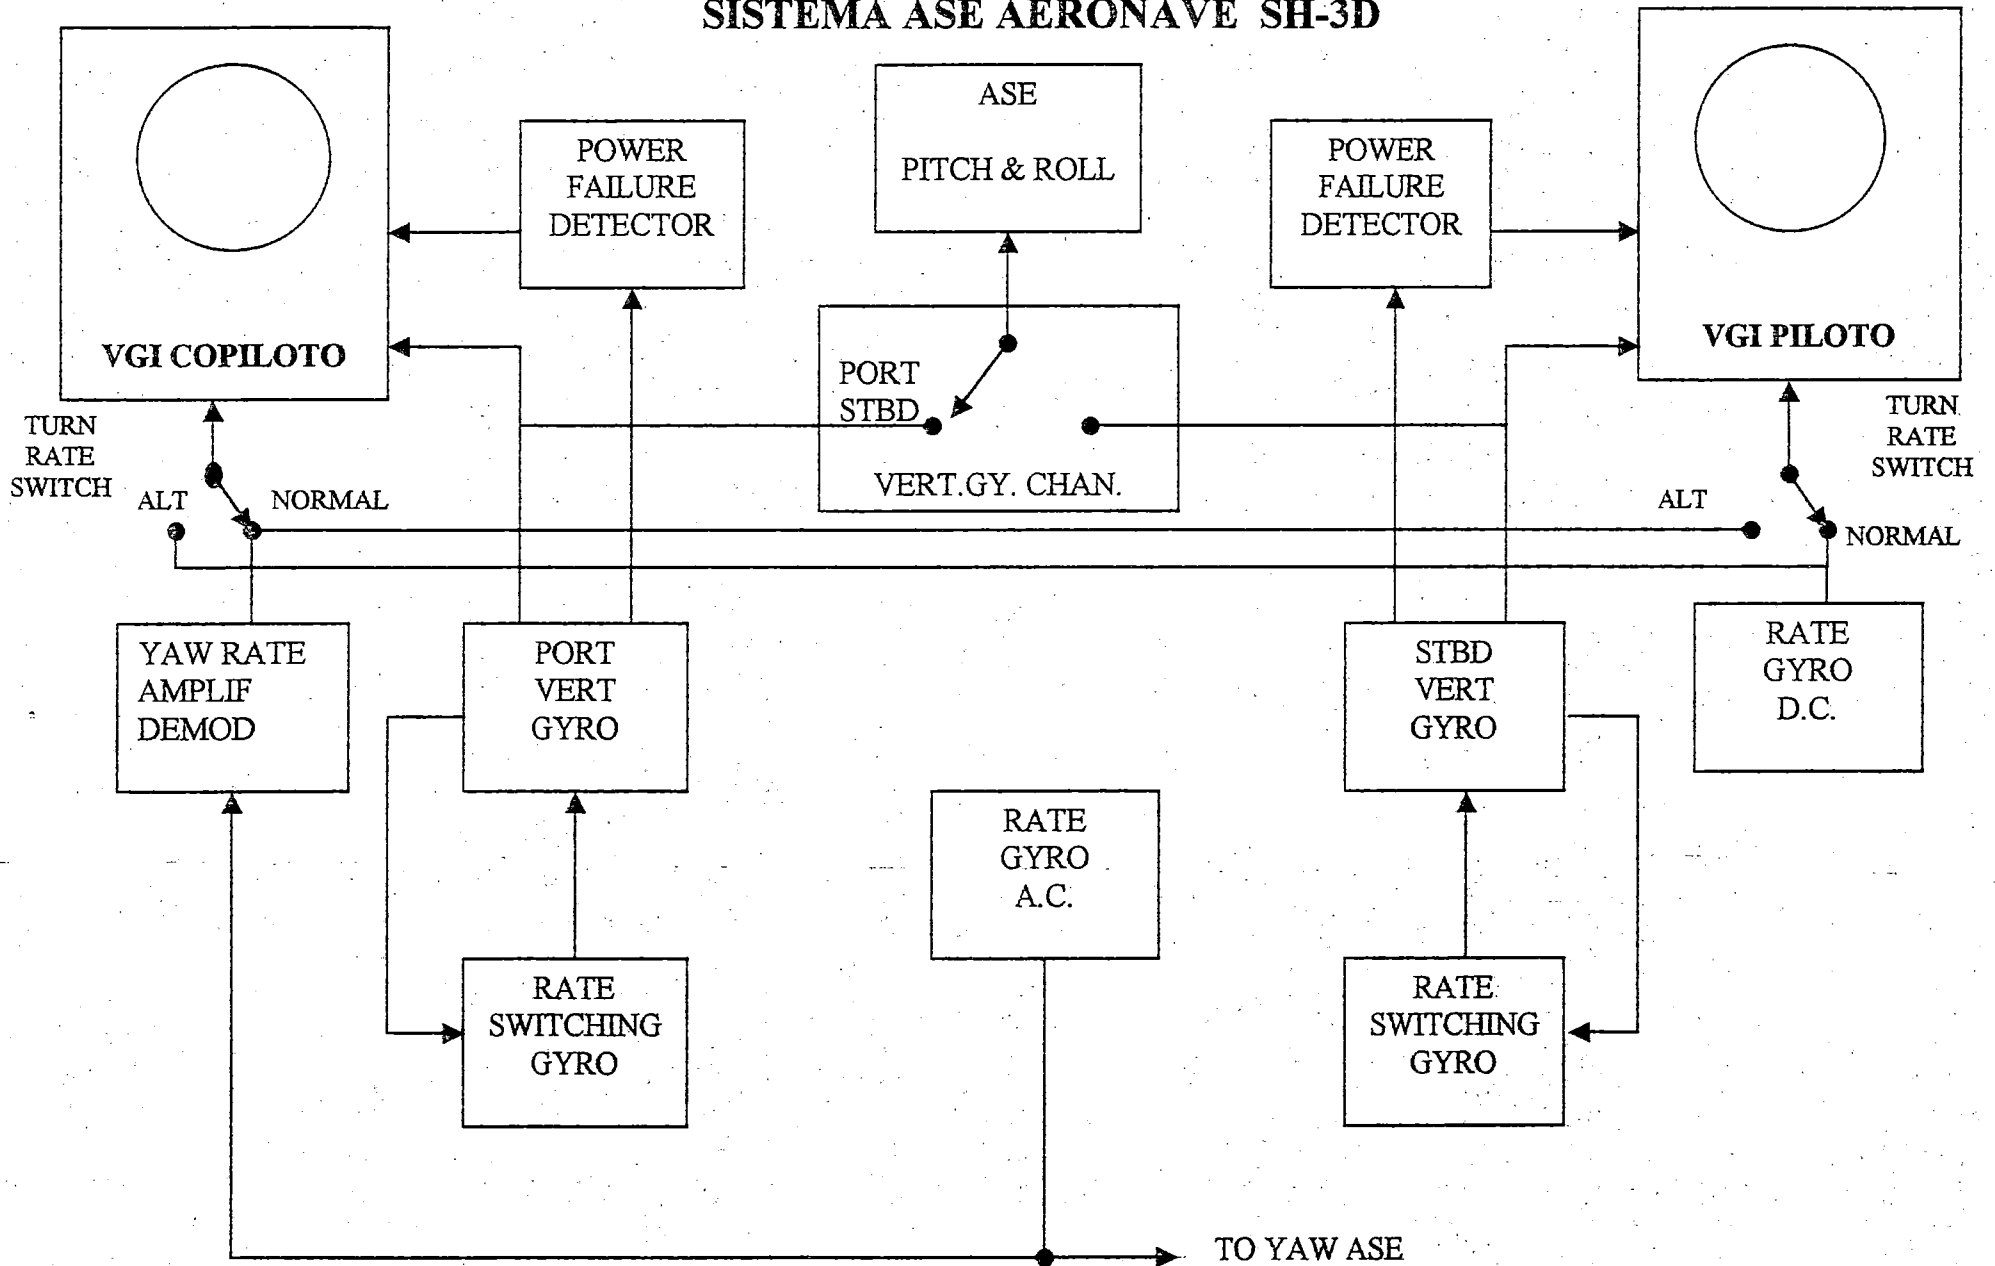 SISTEMA ASE AERONAVE SH-3D
ASE
PITCH & ROLL
POWER
FAILURE
DETECTOR
POWER
FAILURE
DETECTOR
VGI COPILOTO
VGI PILOTO
PORT
STBD
VERT.GY. CHAN.
TURN
RATE
SWITCH
ALT
NORMAL
TURN
RATE
SWITCH
ALT
NORMAL
YAW RATE
AMPLIF
DEMOD
PORT
VERT
GYRO
STBD
VERT
GYRO
RATE
GYRO
D.C.
RATE
GYRO
A.C.
RATE
SWITCHING
GYRO
RATE
SWITCHING
GYRO
TO YAW ASE